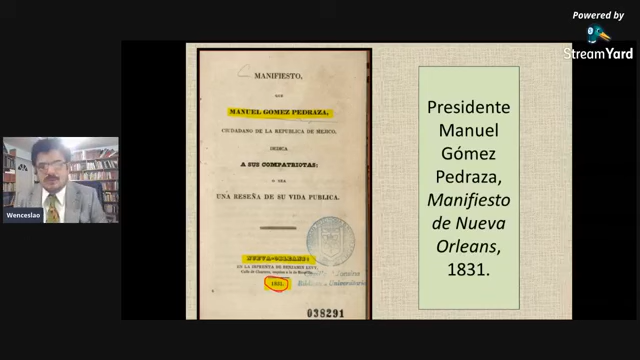 Powered by
StreamYard
MANIFIESTO,
QUE
MANUEL GOMEZ PEDRAZA,
CIUDADANO DE LA REPUBLICA DE MEJICO,
DEDICA
A SUS COMPATRIOTAS;
O SEA
UNA RESEÑA DE SU VIDA PUBLICA.
NUEVA-ORLEANS:
EN LA IMPRENTA DE BENJAMIN LEVY,
1831.
038291
Presidente
Manuel
Gómez
Pedraza,
Manifiesto
de Nueva
Orleans,
1831.
Wenceslao